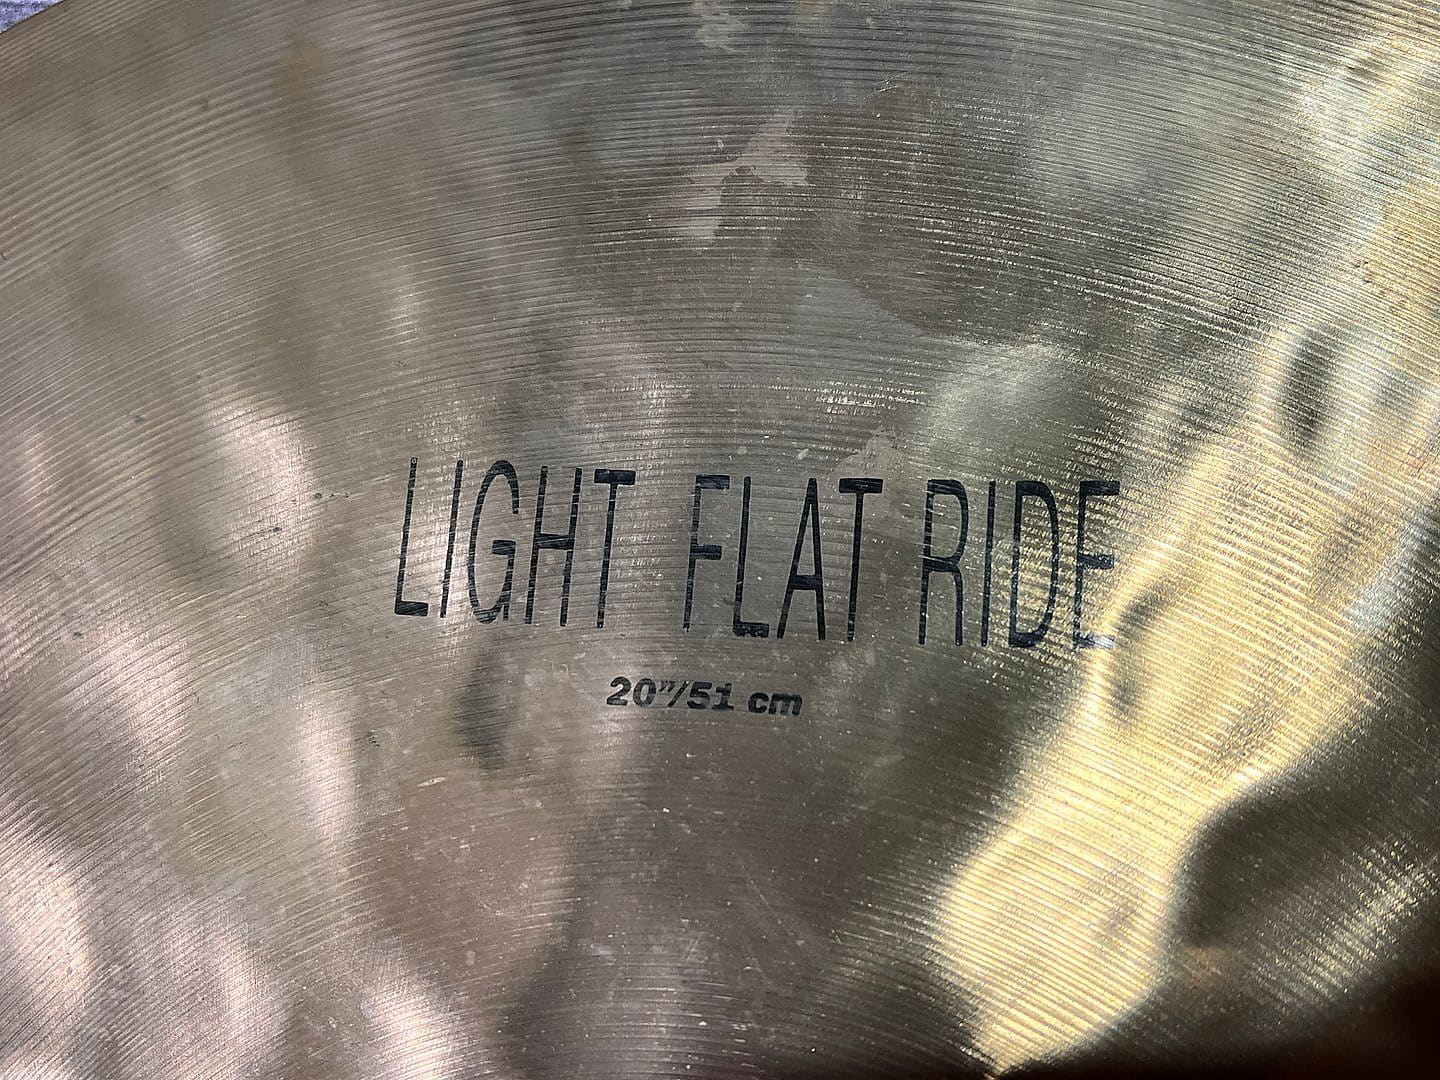 LIGHT FLAT RIDE
20"/51 cm